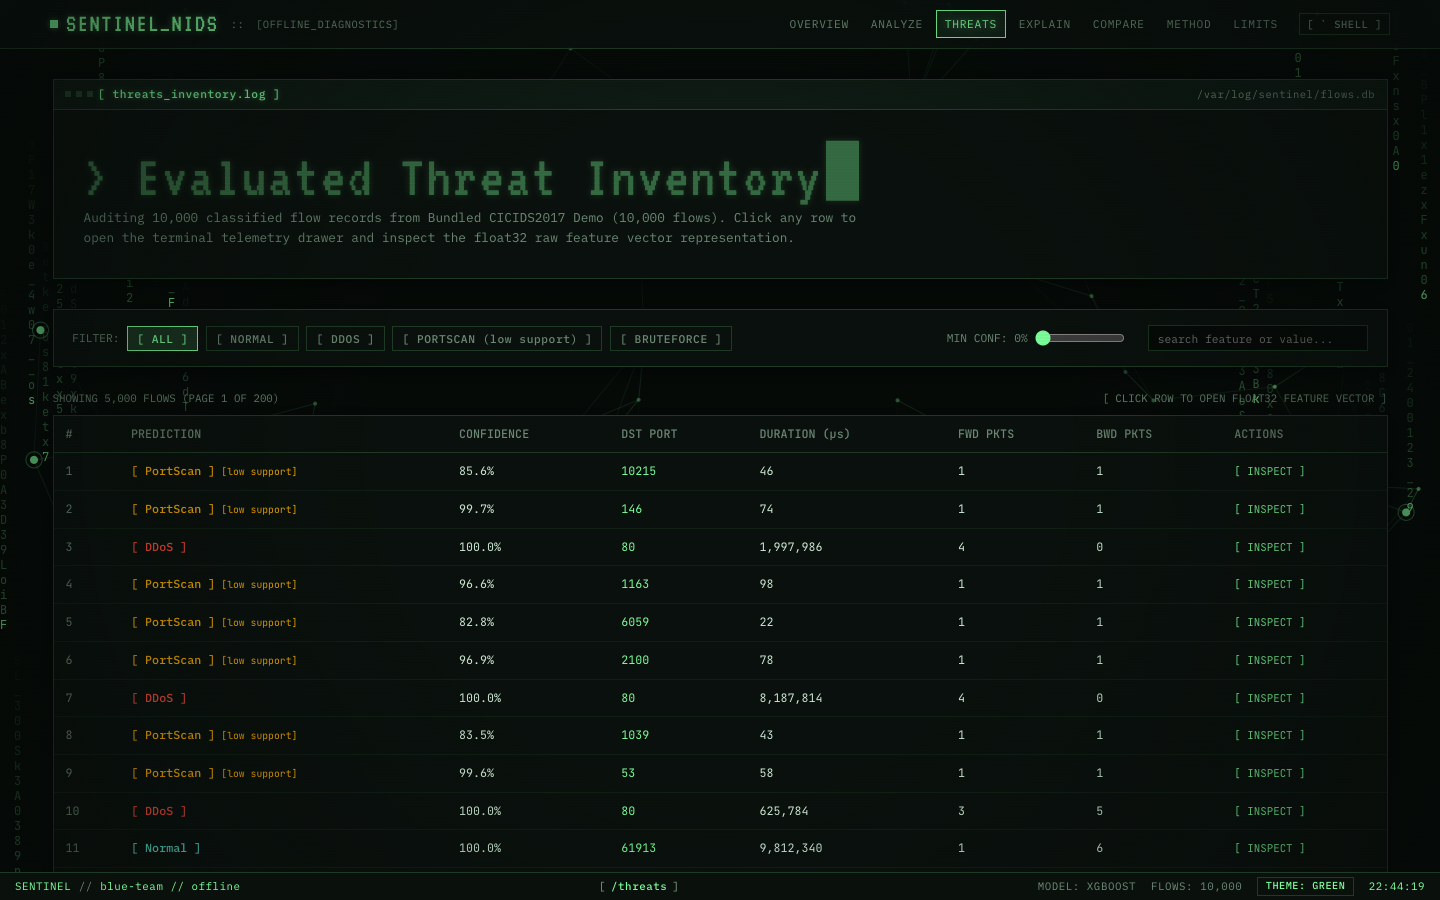 SENTINEL_NIDS :: [OFFLINE_DIAGNOSTICS] OVERVIEW ANALYZE THREATS EXPLAIN COMPARE METHOD LIMITS [ ` SHELL ]
[ threats_inventory.log ] /var/log/sentinel/flows.db
❯ Evaluated Threat Inventory
Auditing 10,000 classified flow records from Bundled CICIDS2017 Demo (10,000 flows). Click any row to
open the terminal telemetry drawer and inspect the float32 raw feature vector representation.
FILTER: [ ALL ] [ NORMAL ] [ DDOS ] [ PORTSCAN (low support) ] [ BRUTEFORCE ] MIN CONF: 0% search feature or value...
SHOWING 5,000 FLOWS (PAGE 1 OF 200) [ CLICK ROW TO OPEN FLOAT32 FEATURE VECTOR ]
# PREDICTION CONFIDENCE DST PORT DURATION (µs) FWD PKTS BWD PKTS ACTIONS
1 [ PortScan ] [low support] 85.6% 10215 46 1 1 [ INSPECT ]
2 [ PortScan ] [low support] 99.7% 146 74 1 1 [ INSPECT ]
3 [ DDoS ] 100.0% 80 1,997,986 4 0 [ INSPECT ]
4 [ PortScan ] [low support] 96.6% 1163 98 1 1 [ INSPECT ]
5 [ PortScan ] [low support] 82.8% 6059 22 1 1 [ INSPECT ]
6 [ PortScan ] [low support] 96.9% 2100 78 1 1 [ INSPECT ]
7 [ DDoS ] 100.0% 80 8,187,814 4 0 [ INSPECT ]
8 [ PortScan ] [low support] 83.5% 1039 43 1 1 [ INSPECT ]
9 [ PortScan ] [low support] 99.6% 53 58 1 1 [ INSPECT ]
10 [ DDoS ] 100.0% 80 625,784 3 5 [ INSPECT ]
11 [ Normal ] 100.0% 61913 9,812,340 1 6 [ INSPECT ]
SENTINEL // blue-team // offline [ /threats ] MODEL: XGBOOST FLOWS: 10,000 THEME: GREEN 22:44:19